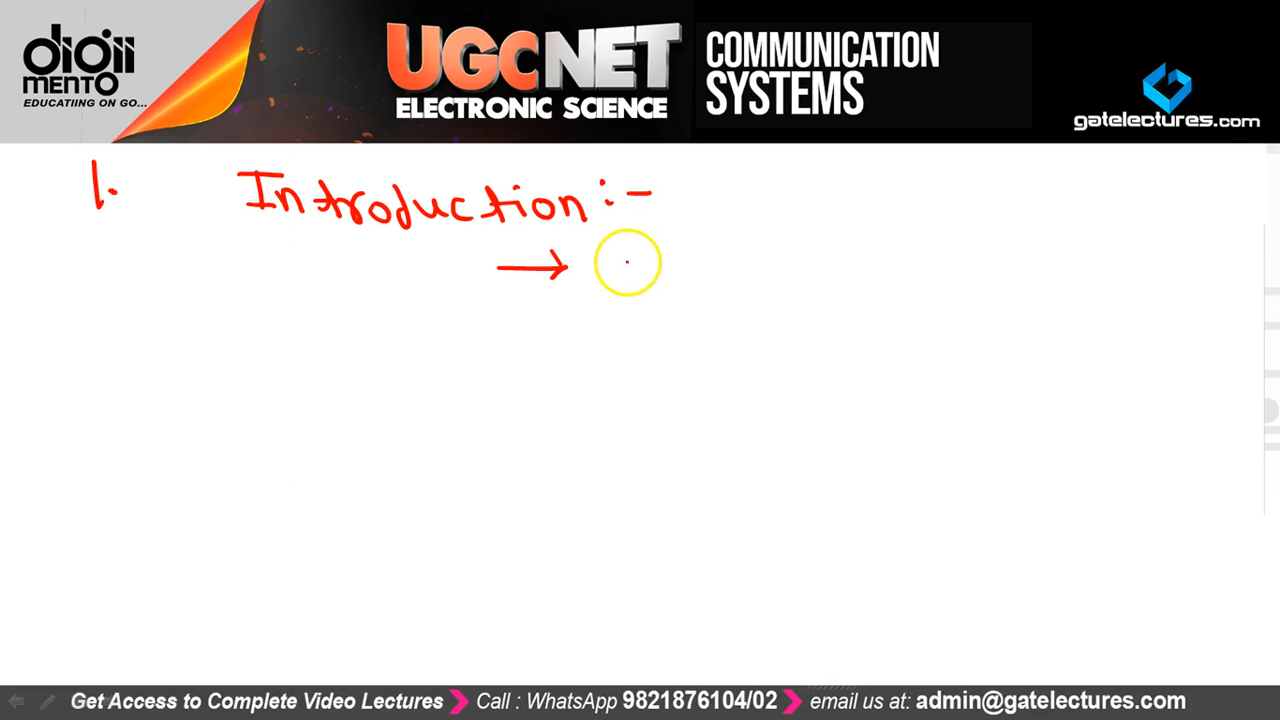 digii
MENTO
EDUCATIING ON GO...
UGCNET
ELECTRONIC SCIENCE
COMMUNICATION
SYSTEMS
gatelectures.com
1. Introduction:-
→
Get Access to Complete Video Lectures Call : WhatsApp 9821876104/02 email us at: admin@gatelectures.com